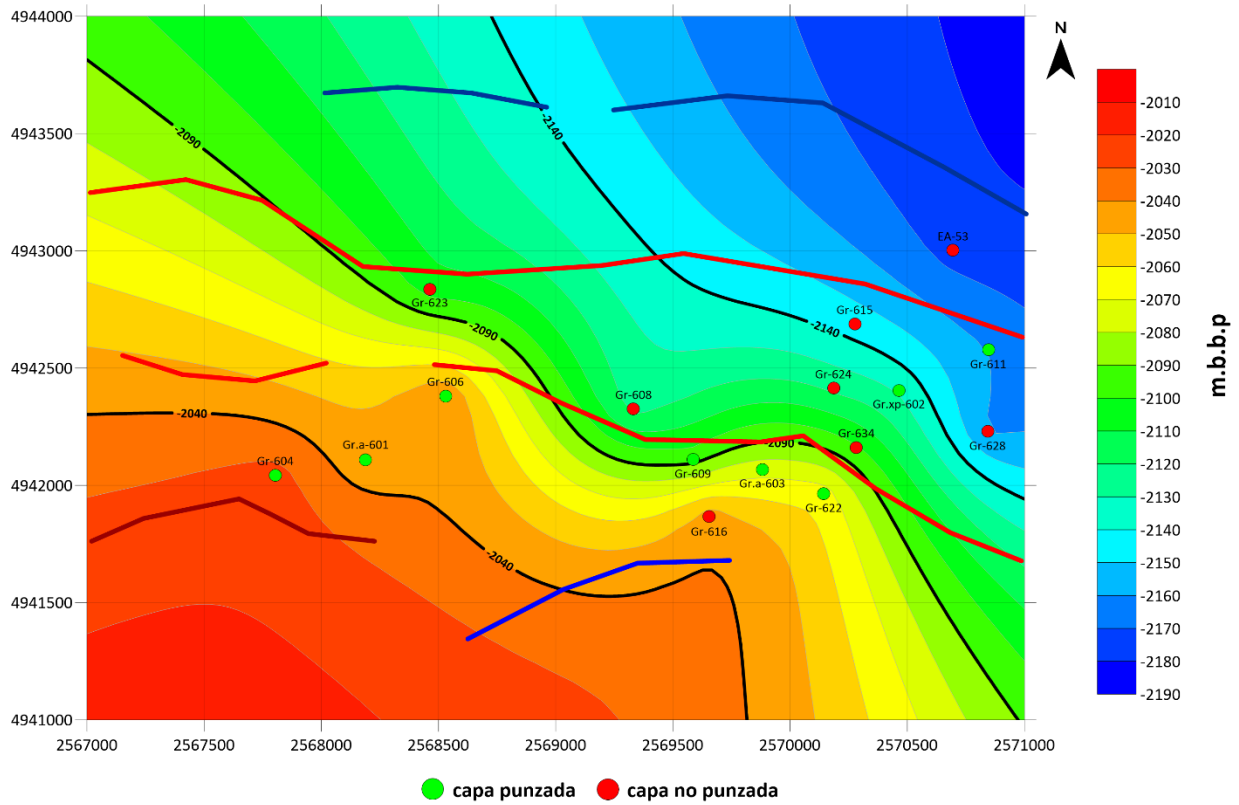 4944000
4943500
4943000
4942500
4942000
4941500
4941000
2567000 2567500 2568000 2568500 2569000 2569500 2570000 2570500 2571000
-2090
-2140
-2090
-2140
-2040
-2090
-2040
EA-53
Gr-623
Gr-615
Gr-611
Gr-606
Gr-624
Gr.xp-602
Gr-608
Gr-634
Gr-628
Gr.a-601
Gr-604
Gr-609
Gr.a-603
Gr-622
Gr-616
N
-2010
-2020
-2030
-2040
-2050
-2060
-2070
-2080
-2090
-2100
-2110
-2120
-2130
-2140
-2150
-2160
-2170
-2180
-2190
m.b.b.p
capa punzada capa no punzada